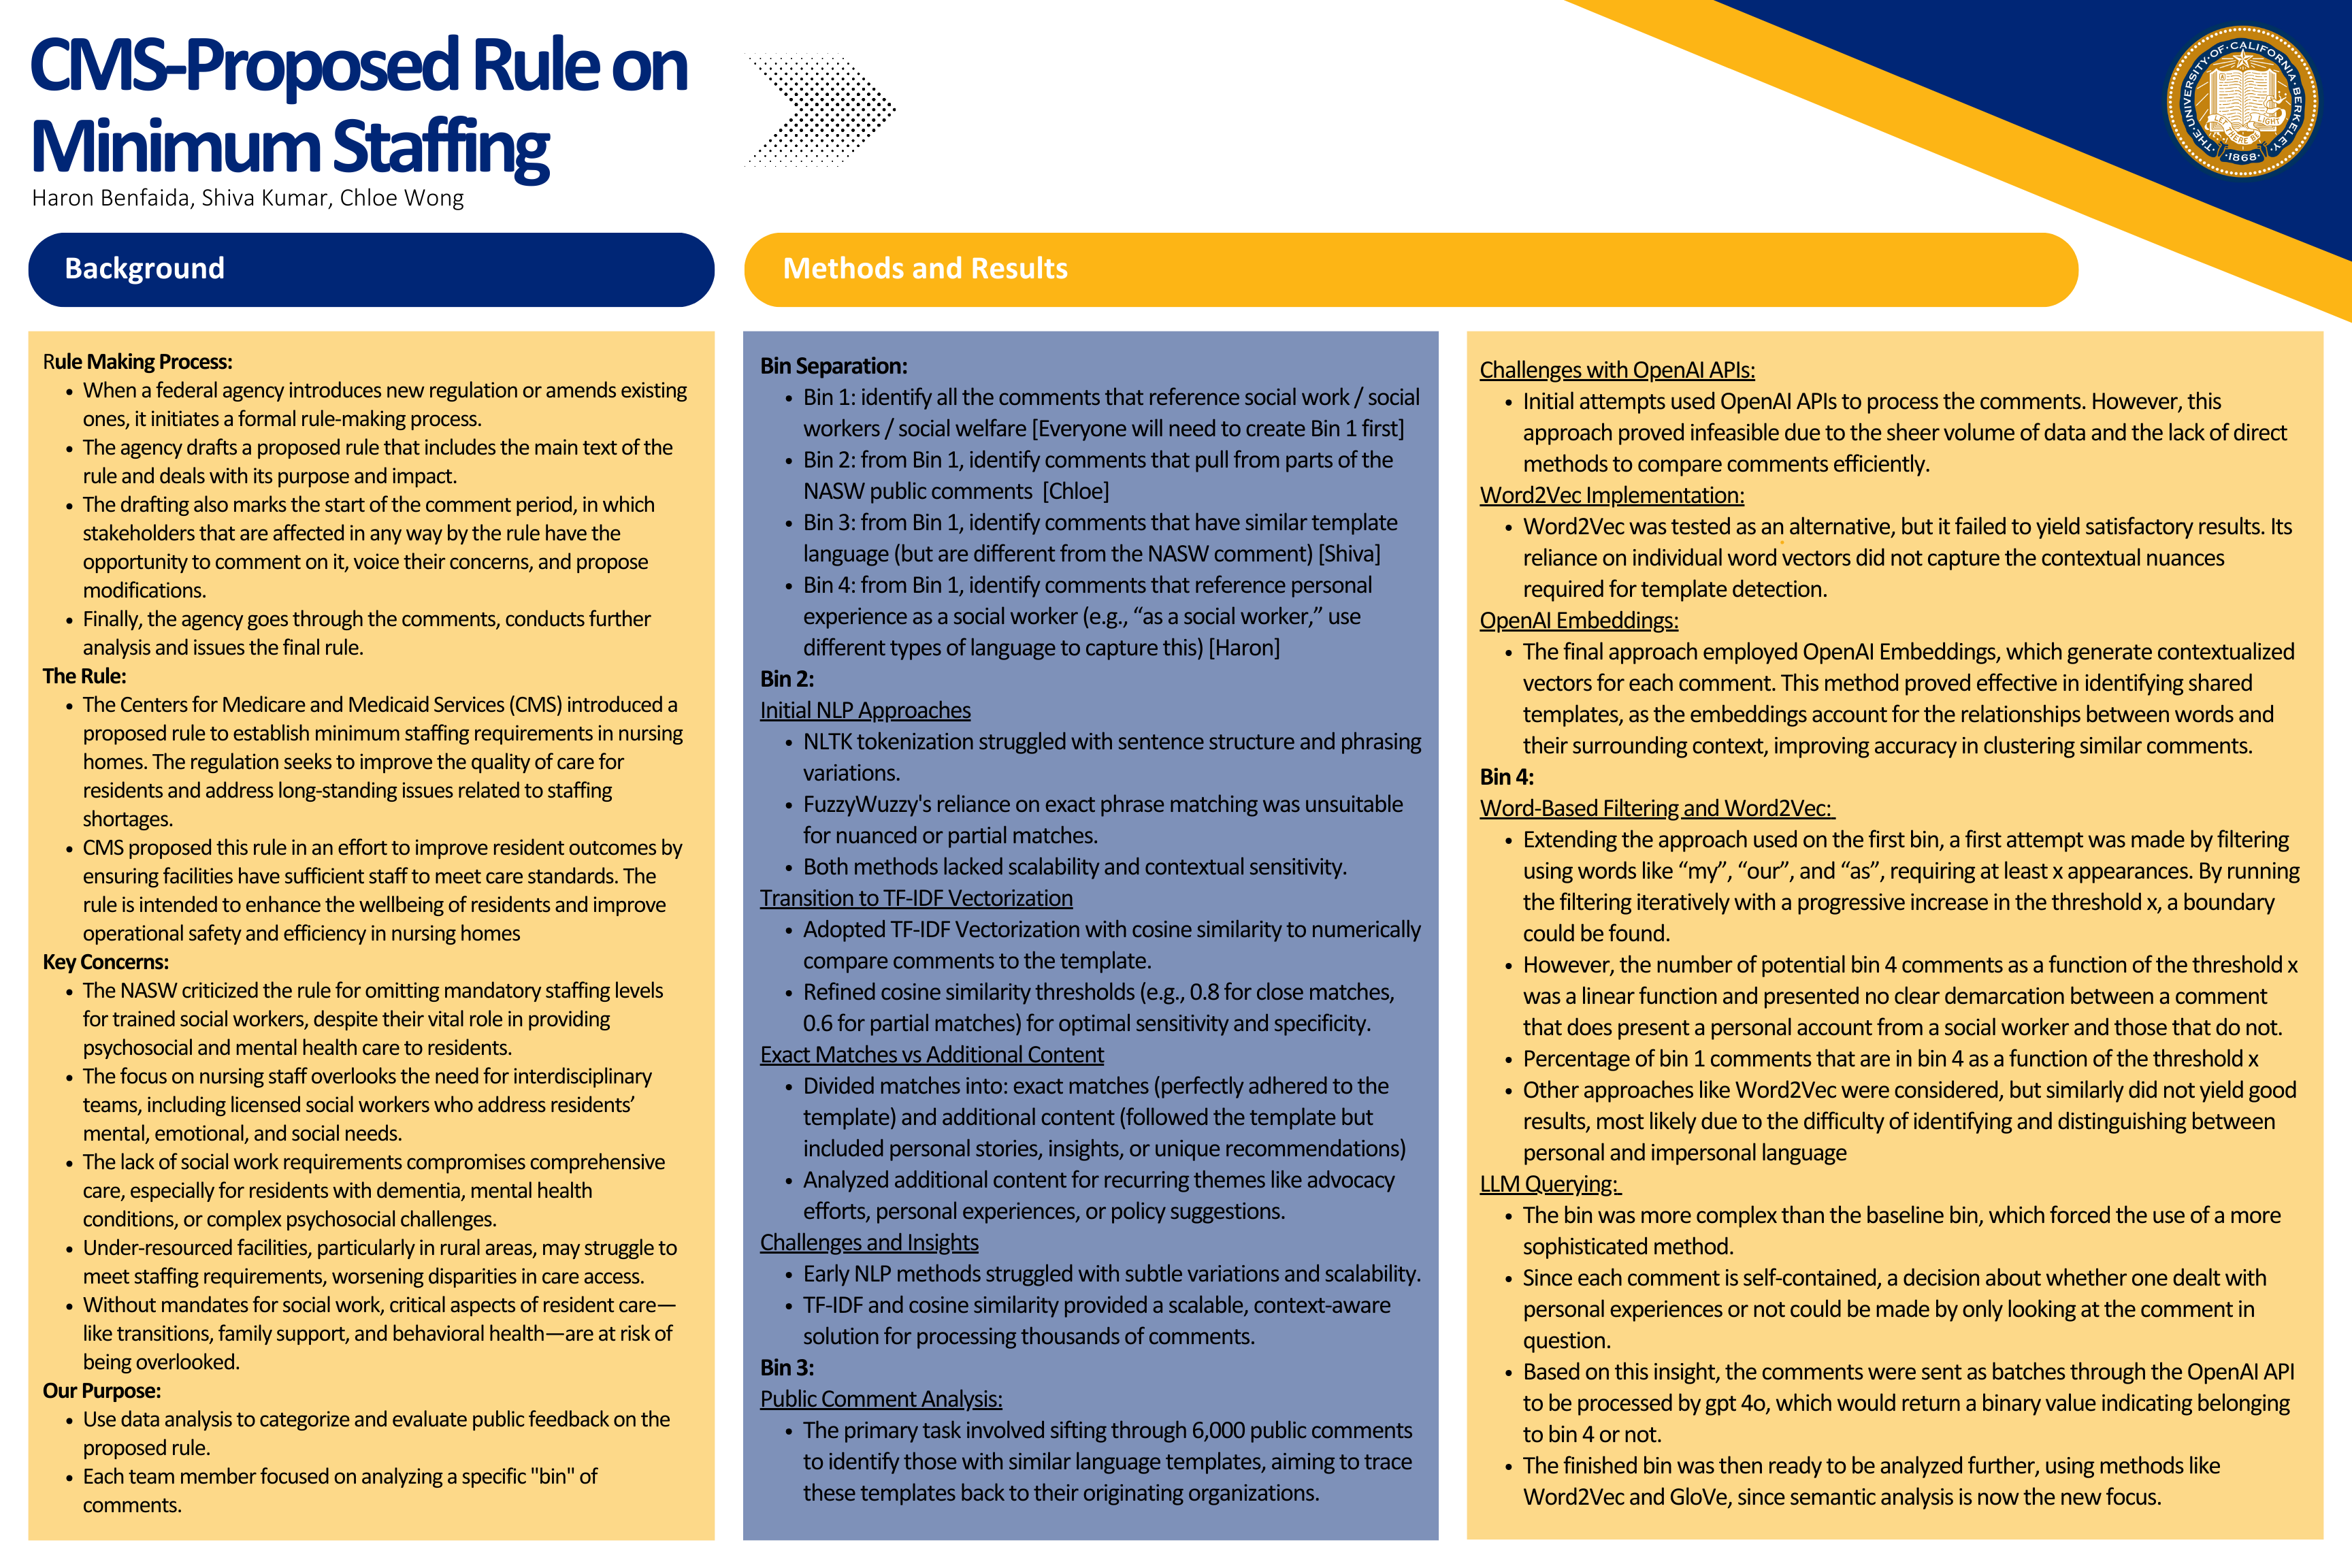 CMS-Proposed Rule on
Minimum Staffing
Haron Benfaida, Shiva Kumar, Chloe Wong
THE·UNIVERSITY·OF·CALIFORNIA·BERKELEY·
LET THERE BE LIGHT
·1868·
Background
Methods and Results
Rule Making Process:
• When a federal agency introduces new regulation or amends existing
ones, it initiates a formal rule-making process.
• The agency drafts a proposed rule that includes the main text of the
rule and deals with its purpose and impact.
• The drafting also marks the start of the comment period, in which
stakeholders that are affected in any way by the rule have the
opportunity to comment on it, voice their concerns, and propose
modifications.
• Finally, the agency goes through the comments, conducts further
analysis and issues the final rule.
The Rule:
• The Centers for Medicare and Medicaid Services (CMS) introduced a
proposed rule to establish minimum staffing requirements in nursing
homes. The regulation seeks to improve the quality of care for
residents and address long-standing issues related to staffing
shortages.
• CMS proposed this rule in an effort to improve resident outcomes by
ensuring facilities have sufficient staff to meet care standards. The
rule is intended to enhance the wellbeing of residents and improve
operational safety and efficiency in nursing homes
Key Concerns:
• The NASW criticized the rule for omitting mandatory staffing levels
for trained social workers, despite their vital role in providing
psychosocial and mental health care to residents.
• The focus on nursing staff overlooks the need for interdisciplinary
teams, including licensed social workers who address residents’
mental, emotional, and social needs.
• The lack of social work requirements compromises comprehensive
care, especially for residents with dementia, mental health
conditions, or complex psychosocial challenges.
• Under-resourced facilities, particularly in rural areas, may struggle to
meet staffing requirements, worsening disparities in care access.
• Without mandates for social work, critical aspects of resident care—
like transitions, family support, and behavioral health—are at risk of
being overlooked.
Our Purpose:
• Use data analysis to categorize and evaluate public feedback on the
proposed rule.
• Each team member focused on analyzing a specific "bin" of
comments.
Bin Separation:
• Bin 1: identify all the comments that reference social work / social
workers / social welfare [Everyone will need to create Bin 1 first]
• Bin 2: from Bin 1, identify comments that pull from parts of the
NASW public comments [Chloe]
• Bin 3: from Bin 1, identify comments that have similar template
language (but are different from the NASW comment) [Shiva]
• Bin 4: from Bin 1, identify comments that reference personal
experience as a social worker (e.g., “as a social worker,” use
different types of language to capture this) [Haron]
Bin 2:
Initial NLP Approaches
• NLTK tokenization struggled with sentence structure and phrasing
variations.
• FuzzyWuzzy's reliance on exact phrase matching was unsuitable
for nuanced or partial matches.
• Both methods lacked scalability and contextual sensitivity.
Transition to TF-IDF Vectorization
• Adopted TF-IDF Vectorization with cosine similarity to numerically
compare comments to the template.
• Refined cosine similarity thresholds (e.g., 0.8 for close matches,
0.6 for partial matches) for optimal sensitivity and specificity.
Exact Matches vs Additional Content
• Divided matches into: exact matches (perfectly adhered to the
template) and additional content (followed the template but
included personal stories, insights, or unique recommendations)
• Analyzed additional content for recurring themes like advocacy
efforts, personal experiences, or policy suggestions.
Challenges and Insights
• Early NLP methods struggled with subtle variations and scalability.
• TF-IDF and cosine similarity provided a scalable, context-aware
solution for processing thousands of comments.
Bin 3:
Public Comment Analysis:
• The primary task involved sifting through 6,000 public comments
to identify those with similar language templates, aiming to trace
these templates back to their originating organizations.
Challenges with OpenAI APIs:
• Initial attempts used OpenAI APIs to process the comments. However, this
approach proved infeasible due to the sheer volume of data and the lack of direct
methods to compare comments efficiently.
Word2Vec Implementation:
• Word2Vec was tested as an alternative, but it failed to yield satisfactory results. Its
reliance on individual word vectors did not capture the contextual nuances
required for template detection.
OpenAI Embeddings:
• The final approach employed OpenAI Embeddings, which generate contextualized
vectors for each comment. This method proved effective in identifying shared
templates, as the embeddings account for the relationships between words and
their surrounding context, improving accuracy in clustering similar comments.
Bin 4:
Word-Based Filtering and Word2Vec:
• Extending the approach used on the first bin, a first attempt was made by filtering
using words like “my”, “our”, and “as”, requiring at least x appearances. By running
the filtering iteratively with a progressive increase in the threshold x, a boundary
could be found.
• However, the number of potential bin 4 comments as a function of the threshold x
was a linear function and presented no clear demarcation between a comment
that does present a personal account from a social worker and those that do not.
• Percentage of bin 1 comments that are in bin 4 as a function of the threshold x
• Other approaches like Word2Vec were considered, but similarly did not yield good
results, most likely due to the difficulty of identifying and distinguishing between
personal and impersonal language
LLM Querying:
• The bin was more complex than the baseline bin, which forced the use of a more
sophisticated method.
• Since each comment is self-contained, a decision about whether one dealt with
personal experiences or not could be made by only looking at the comment in
question.
• Based on this insight, the comments were sent as batches through the OpenAI API
to be processed by gpt 4o, which would return a binary value indicating belonging
to bin 4 or not.
• The finished bin was then ready to be analyzed further, using methods like
Word2Vec and GloVe, since semantic analysis is now the new focus.